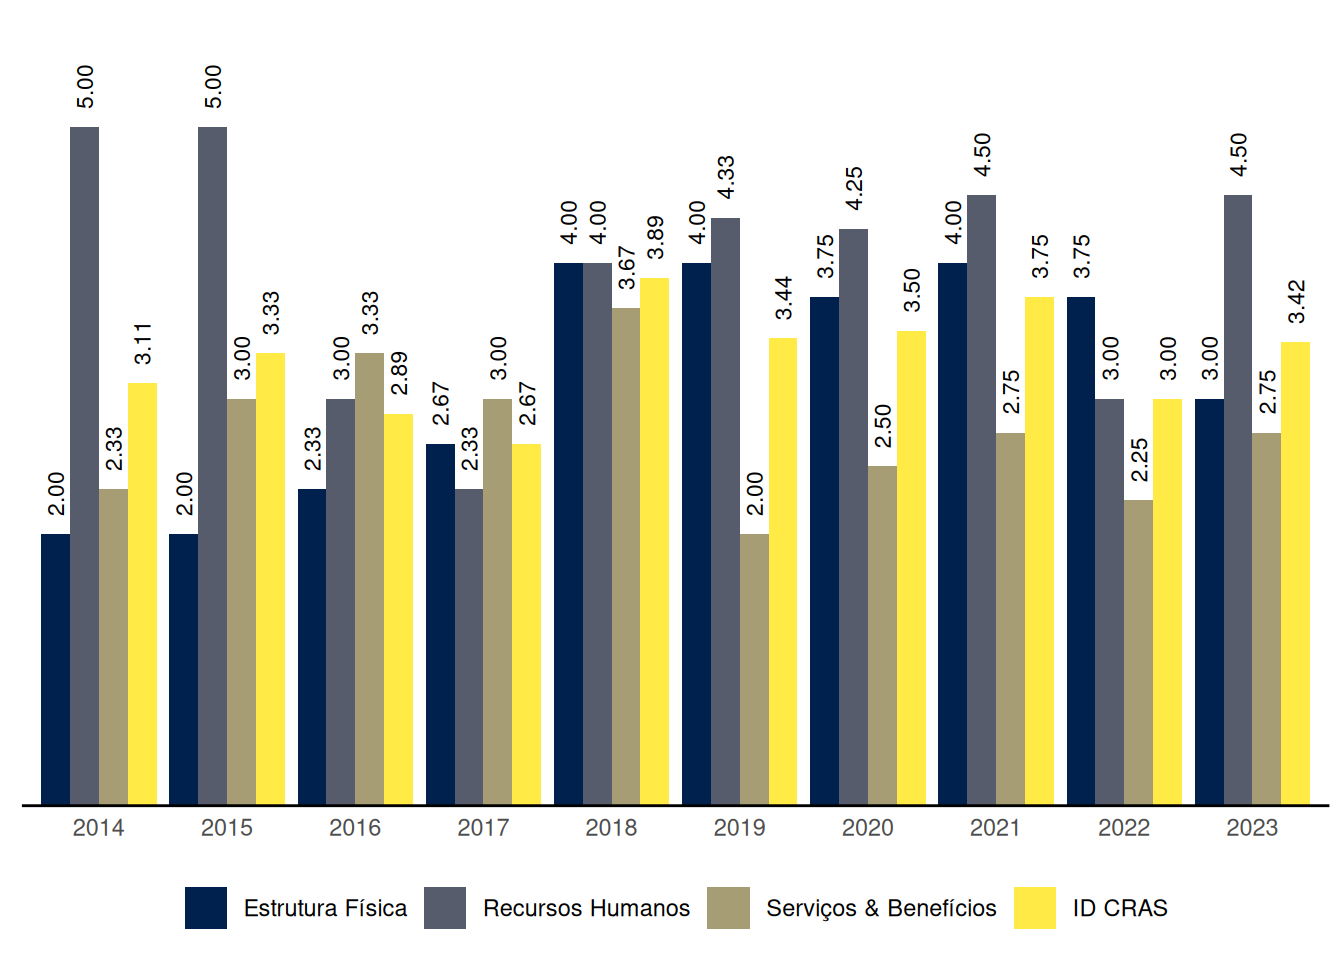 2.00 5.00 2.33 3.11
2.00 5.00 3.00 3.33
2.33 3.00 3.33 2.89
2.67 2.33 3.00 2.67
4.00 4.00 3.67 3.89
4.00 4.33 2.00 3.44
3.75 4.25 2.50 3.50
4.00 4.50 2.75 3.75
3.75 3.00 2.25 3.00
3.00 4.50 2.75 3.42
2014 2015 2016 2017 2018 2019 2020 2021 2022 2023
Estrutura Física Recursos Humanos Serviços & Benefícios ID CRAS